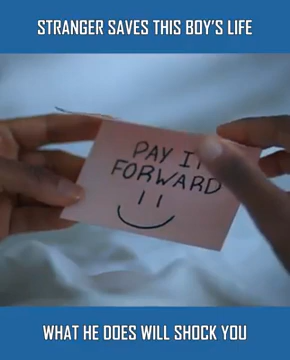 STRANGER SAVES THIS BOY'S LIFE
PAY IT
FORWARD
WHAT HE DOES WILL SHOCK YOU